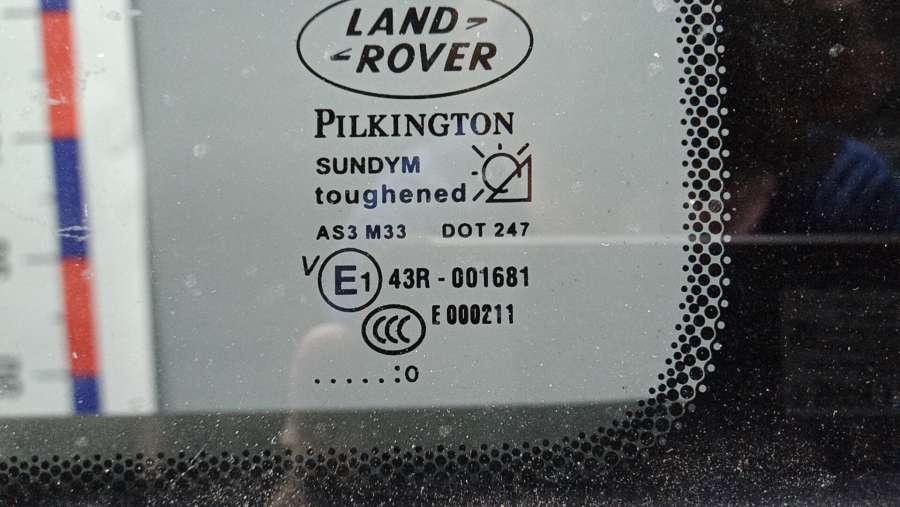 LAND
ROVER
PILKINGTON
SUNDYM
toughened
AS3 M33 DOT 247
V E1 43R - 001681
CCC E 000211
. . . . . . : 0